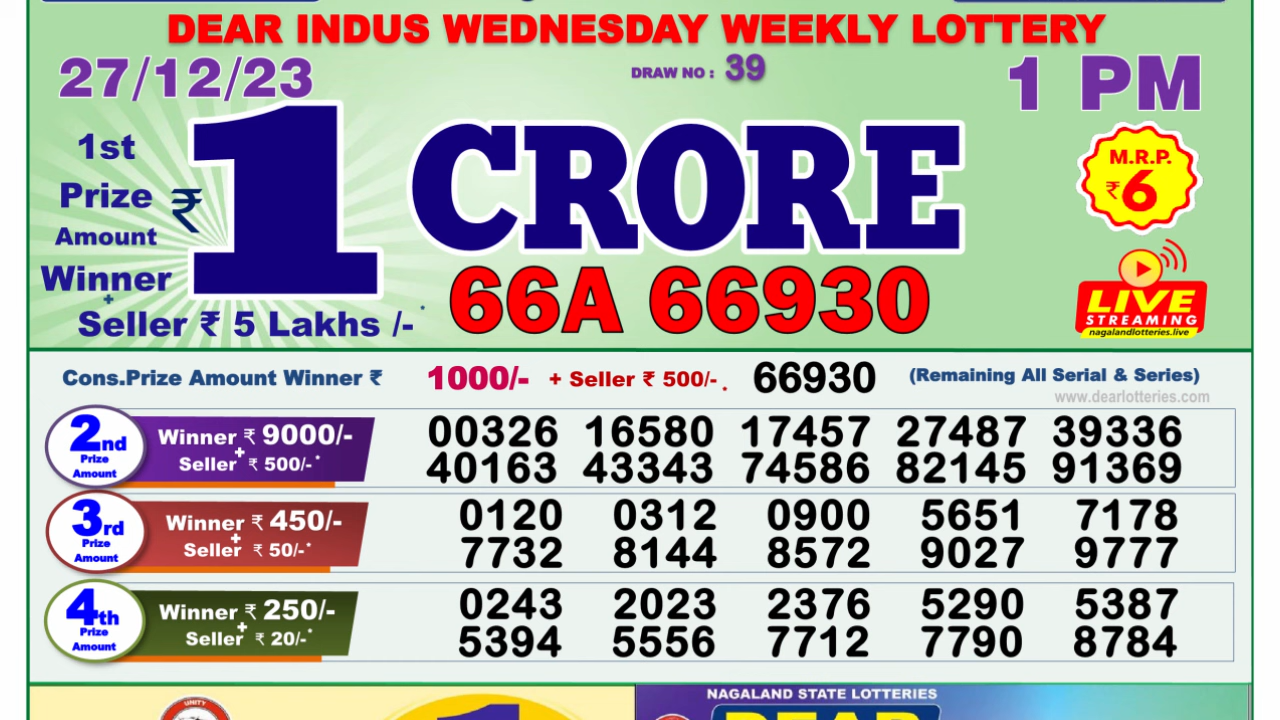 DEAR INDUS WEDNESDAY WEEKLY LOTTERY
27/12/23
DRAW NO : 39
1 PM
1st
Prize
Amount
Winner
₹ 1 CRORE
+
Seller ₹ 5 Lakhs /- *
66A 66930
M.R.P.
₹6
LIVE
STREAMING
nagalandlotteries.live
Cons.Prize Amount Winner ₹ 1000/- + Seller ₹ 500/- . 66930 (Remaining All Serial & Series)
www.dearlotteries.com
2nd
Prize
Amount
Winner ₹ 9000/-
+
Seller ₹ 500/- *
00326 16580 17457 27487 39336
40163 43343 74586 82145 91369
3rd
Prize
Amount
Winner ₹ 450/-
+
Seller ₹ 50/- *
0120 0312 0900 5651 7178
7732 8144 8572 9027 9777
4th
Prize
Amount
Winner ₹ 250/-
+
Seller ₹ 20/- *
0243 2023 2376 5290 5387
5394 5556 7712 7790 8784
UNITY
NAGALAND STATE LOTTERIES
DEAR